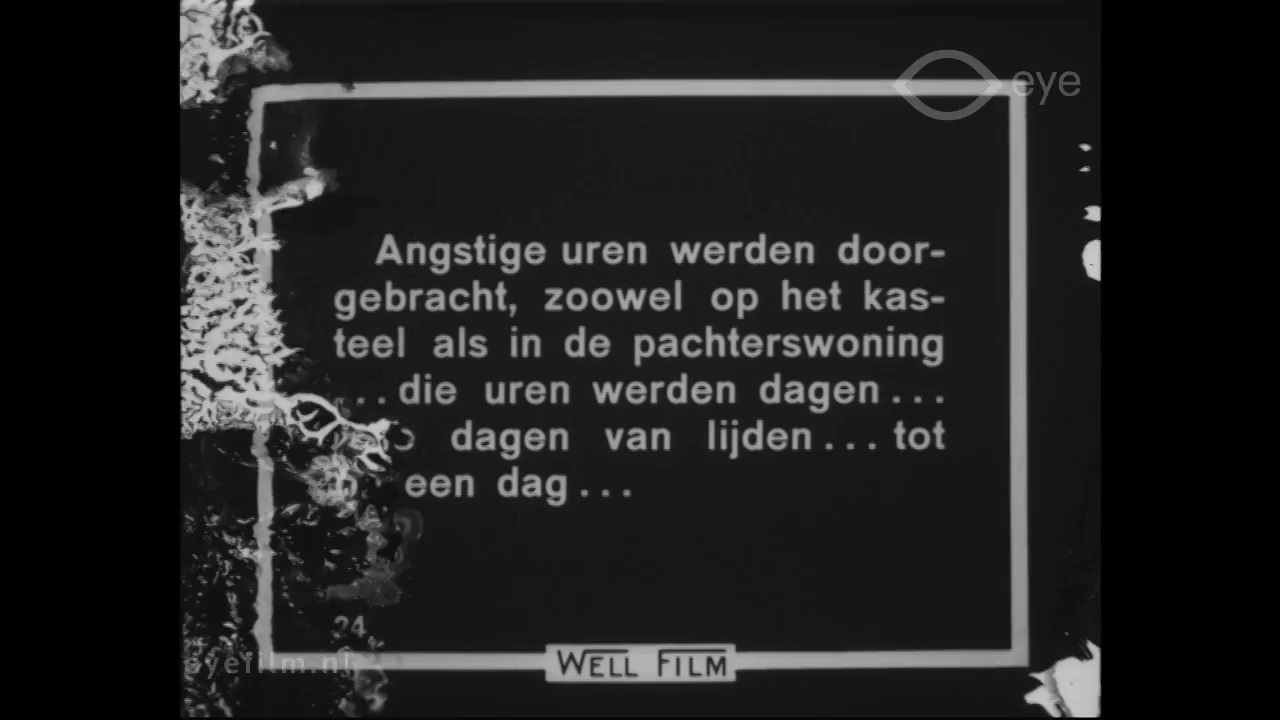 eye
Angstige uren werden door-
gebracht, zoowel op het kas-
teel als in de pachterswoning
... die uren werden dagen...
dagen van lijden... tot
een dag...
24
WELL FILM
eyefilm.nl